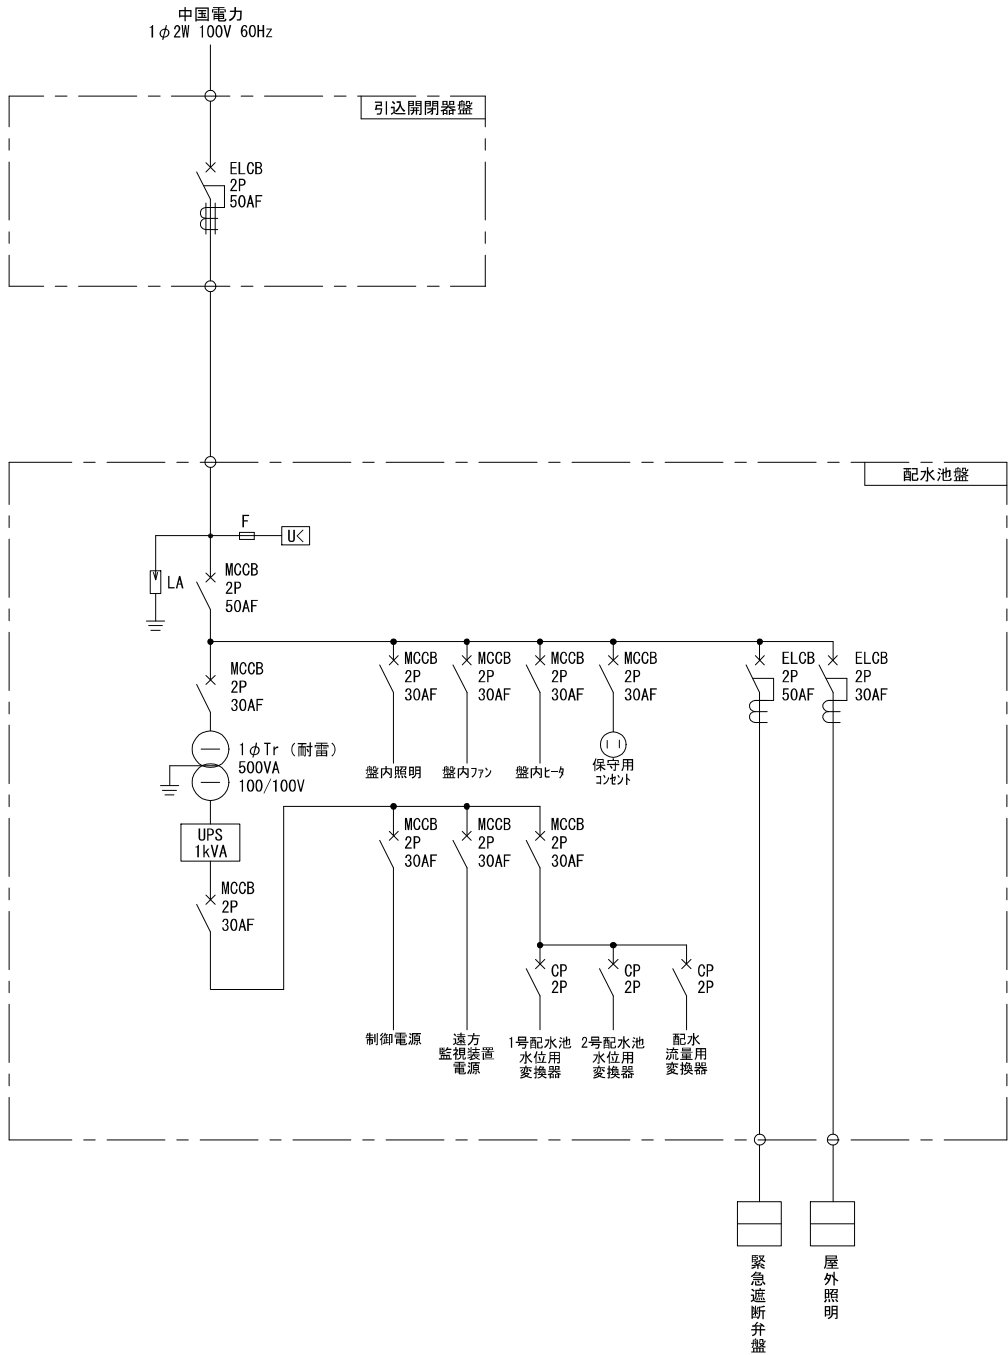 中国電力
1φ2W 100V 60Hz
引込開閉器盤
ELCB
2P
50AF
配水池盤
F
U<
LA
MCCB
2P
50AF
MCCB
2P
30AF
MCCB
2P
30AF
MCCB
2P
30AF
MCCB
2P
30AF
MCCB
2P
30AF
ELCB
2P
50AF
ELCB
2P
30AF
1φTr (耐雷)
500VA
100/100V
盤内照明
盤内ファン
盤内ヒータ
保守用
コンセント
UPS
1kVA
MCCB
2P
30AF
MCCB
2P
30AF
MCCB
2P
30AF
MCCB
2P
30AF
CP
2P
CP
2P
CP
2P
制御電源
遠方
監視装置
電源
1号配水池
水位用
変換器
2号配水池
水位用
変換器
配水
流量用
変換器
緊急遮断弁盤
屋外照明